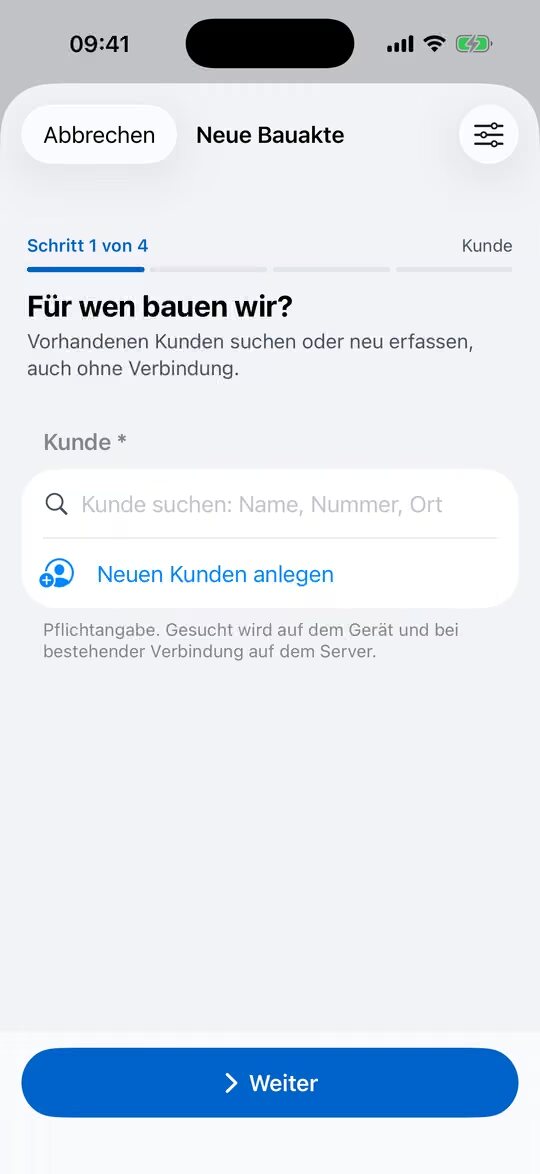 09:41
Abbrechen
Neue Bauakte
Schritt 1 von 4
Kunde
Für wen bauen wir?
Vorhandenen Kunden suchen oder neu erfassen,
auch ohne Verbindung.
Kunde *
Kunde suchen: Name, Nummer, Ort
Neuen Kunden anlegen
Pflichtangabe. Gesucht wird auf dem Gerät und bei
bestehender Verbindung auf dem Server.
Weiter